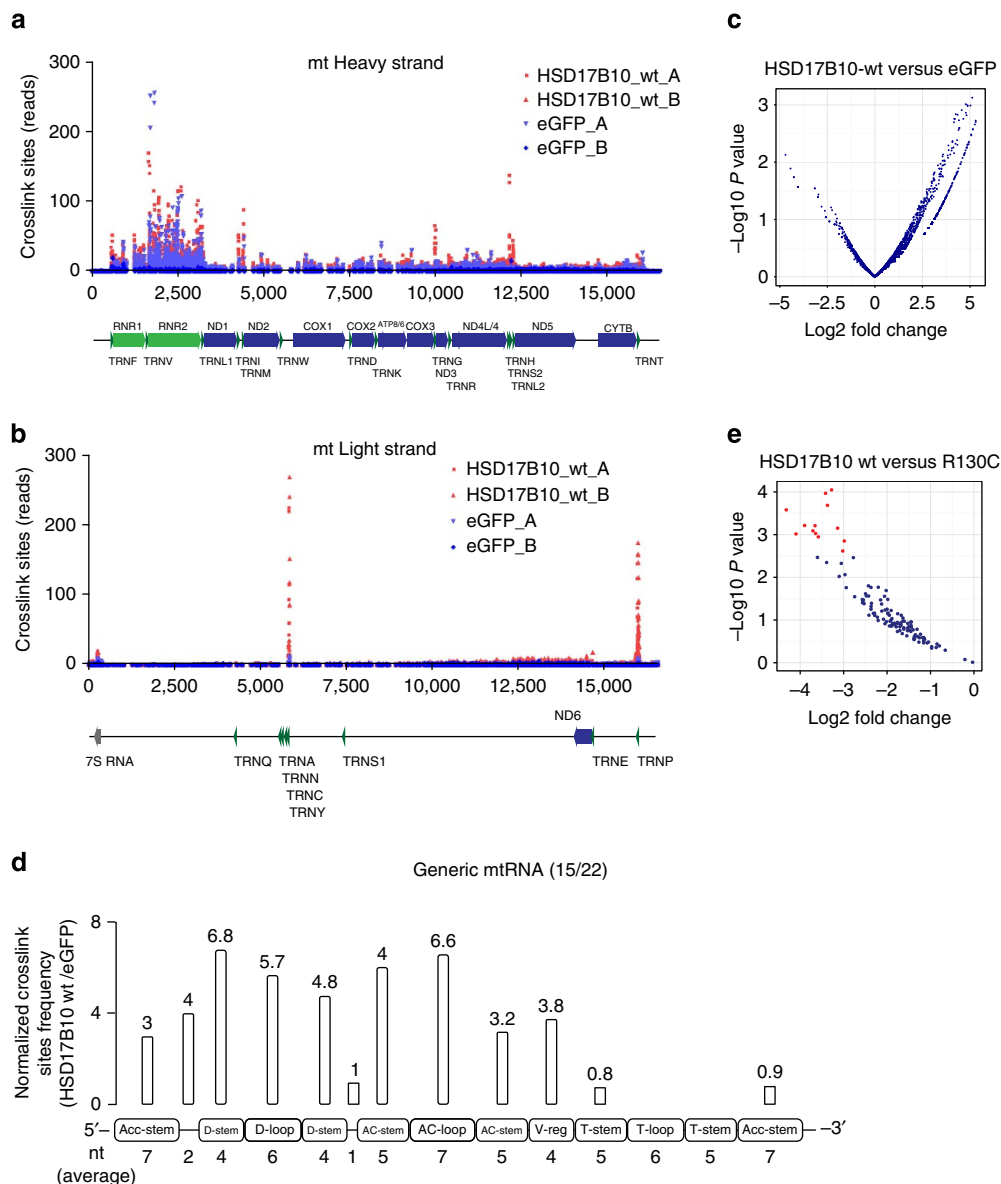 a
mt Heavy strand
Crosslink sites (reads)
300
200
100
0
HSD17B10_wt_A
HSD17B10_wt_B
eGFP_A
eGFP_B
0 2,500 5,000 7,500 10,000 12,500 15,000
RNR1 RNR2 ND1 ND2 COX1 COX2 ATP8/6 COX3 ND4L/4 ND5 CYTB
TRNF TRNV TRNL1 TRNI TRNW TRND TRNG TRNH TRNT
TRNM TRNK ND3 TRNS2
TRNR TRNL2
c
HSD17B10-wt versus eGFP
–Log10 P value
3
2
1
0
−5 −2.5 0 2.5 5
Log2 fold change
b
mt Light strand
Crosslink sites (reads)
300
200
100
0
HSD17B10_wt_A
HSD17B10_wt_B
eGFP_A
eGFP_B
0 2,500 5,000 7,500 10,000 12,500 15,000
ND6
7S RNA TRNQ TRNA TRNS1 TRNE TRNP
TRNN
TRNC
TRNY
e
HSD17B10 wt versus R130C
–Log10 P value
4
3
2
1
0
−4 −3 −2 −1 0
Log2 fold change
d
Generic mtRNA (15/22)
Normalized crosslink
sites frequency
(HSD17B10 wt /eGFP)
8
4
0
3 4 6.8 5.7 4.8 1 4 6.6 3.2 3.8 0.8 0.9
5′– Acc-stem D-stem D-loop D-stem AC-stem AC-loop AC-stem V-reg T-stem T-loop T-stem Acc-stem –3′
nt 7 2 4 6 4 1 5 7 5 4 5 6 5 7
(average)